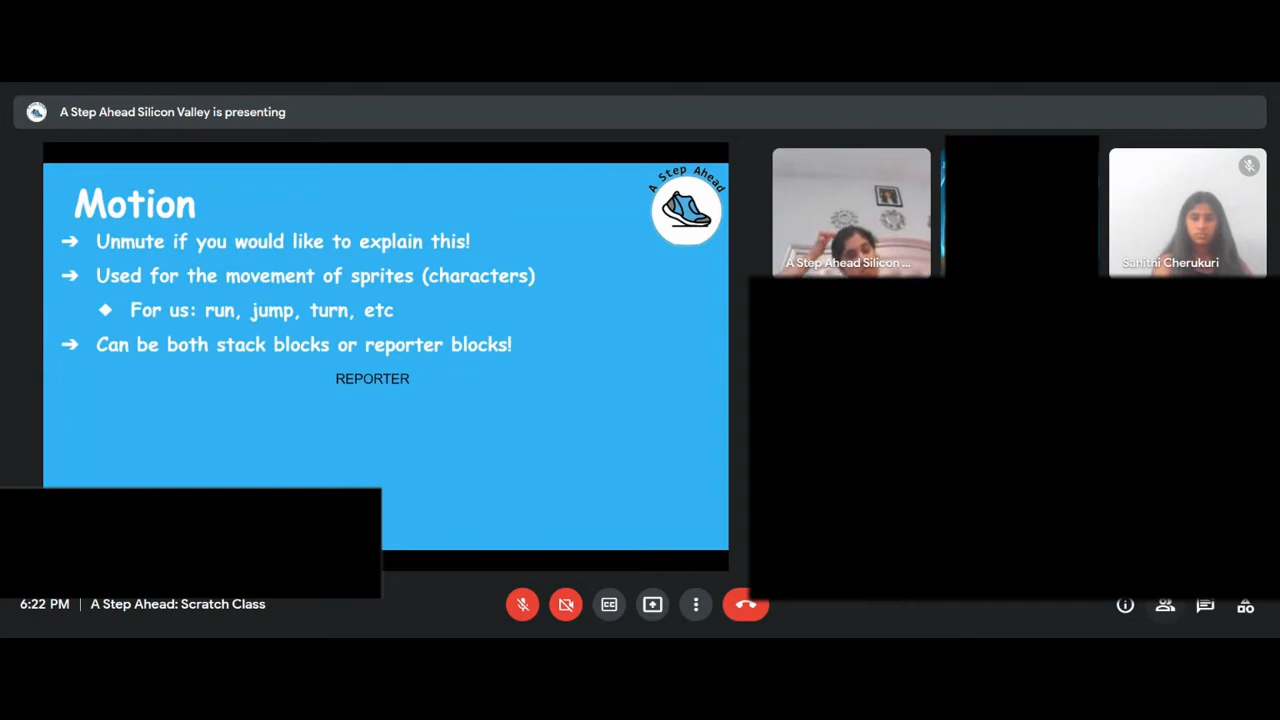 A Step Ahead Silicon Valley is presenting
Motion
A Step Ahead
➔ Unmute if you would like to explain this!
➔ Used for the movement of sprites (characters)
◆ For us: run, jump, turn, etc
➔ Can be both stack blocks or reporter blocks!
REPORTER
A Step Ahead Silicon ...
Sahithi Cherukuri
6:22 PM | A Step Ahead: Scratch Class
CC